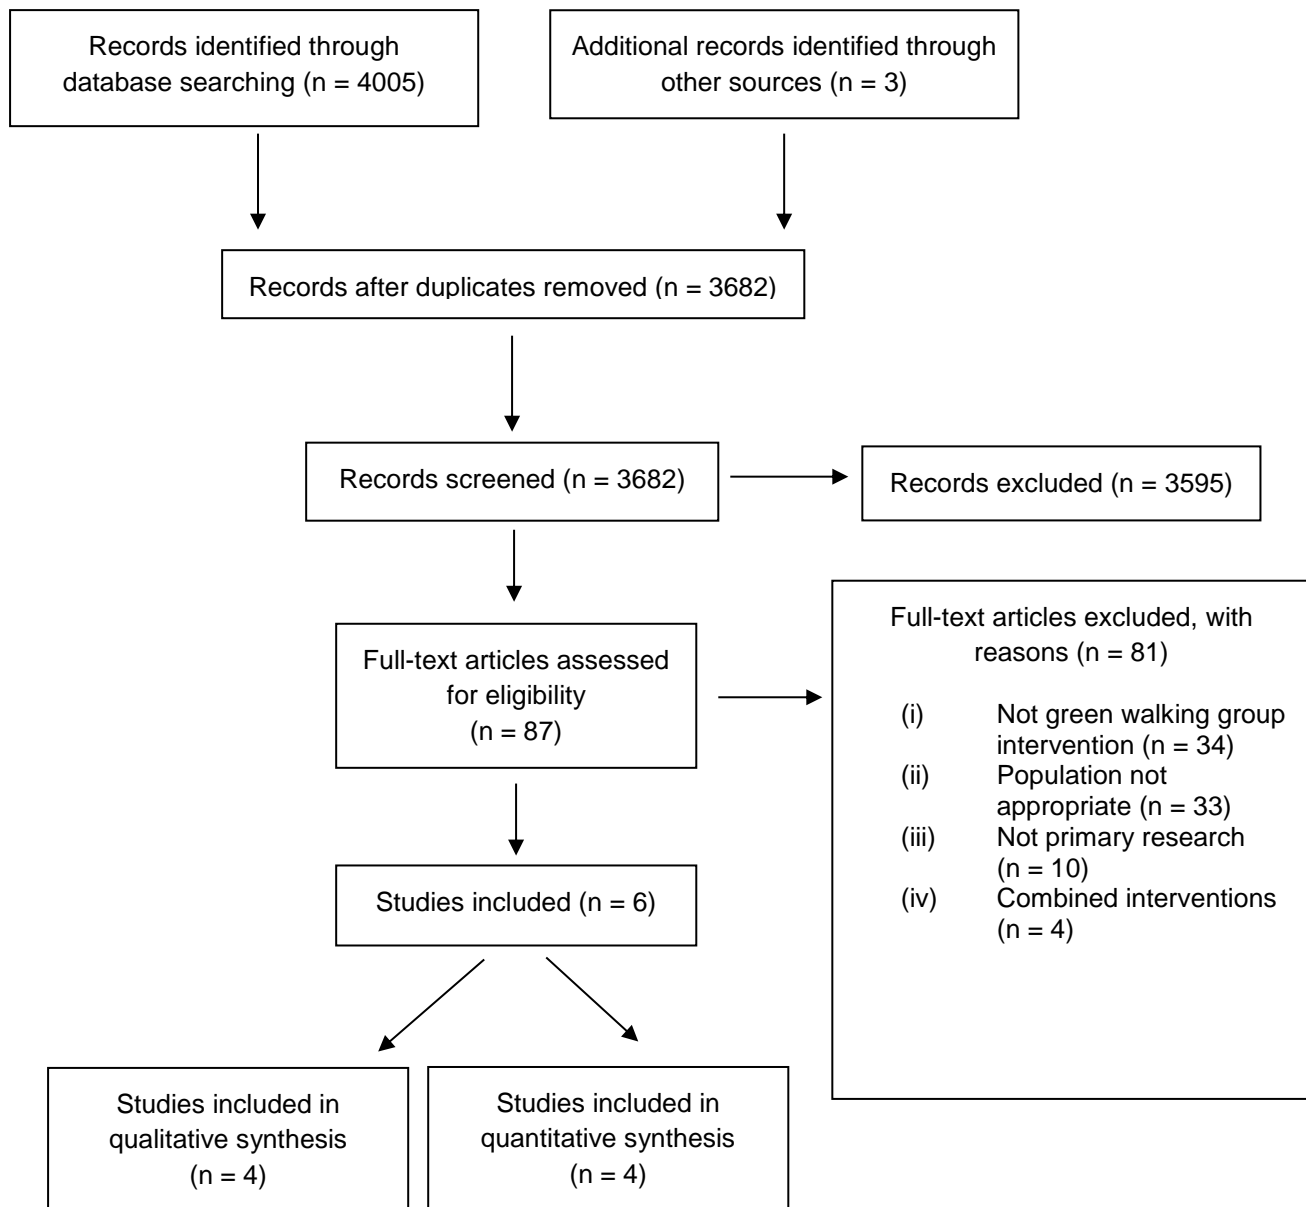 Records identified through
database searching (n = 4005)
Additional records identified through
other sources (n = 3)
Records after duplicates removed (n = 3682)
Records screened (n = 3682)
Records excluded (n = 3595)
Full-text articles assessed
for eligibility
(n = 87)
Full-text articles excluded, with
reasons (n = 81)
(i) Not green walking group
intervention (n = 34)
(ii) Population not
appropriate (n = 33)
(iii) Not primary research
(n = 10)
(iv) Combined interventions
(n = 4)
Studies included (n = 6)
Studies included in
qualitative synthesis
(n = 4)
Studies included in
quantitative synthesis
(n = 4)